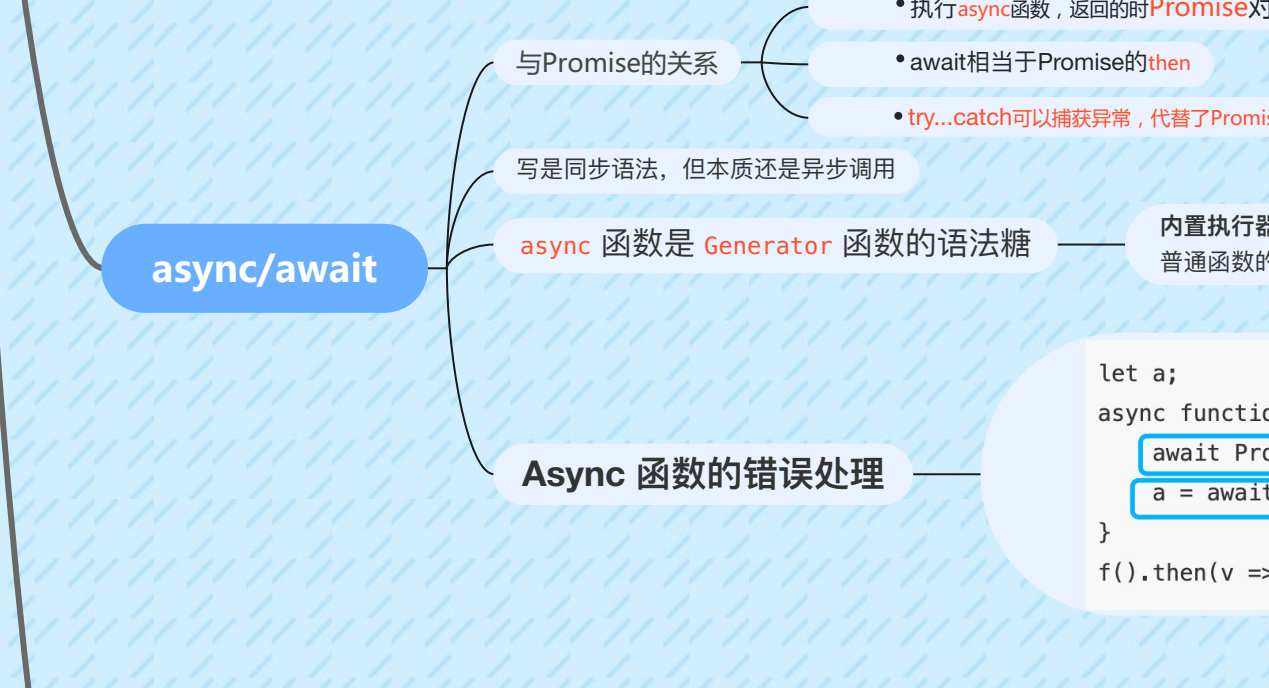 • 执行async函数，返回的时Promise对
与Promise的关系
• await相当于Promise的then
• try...catch可以捕获异常，代替了Promis
写是同步语法，但本质还是异步调用
async/await
async 函数是 Generator 函数的语法糖
内置执行器
普通函数的
Async 函数的错误处理
let a;
async functio
await Pro
a = await
}
f().then(v =>